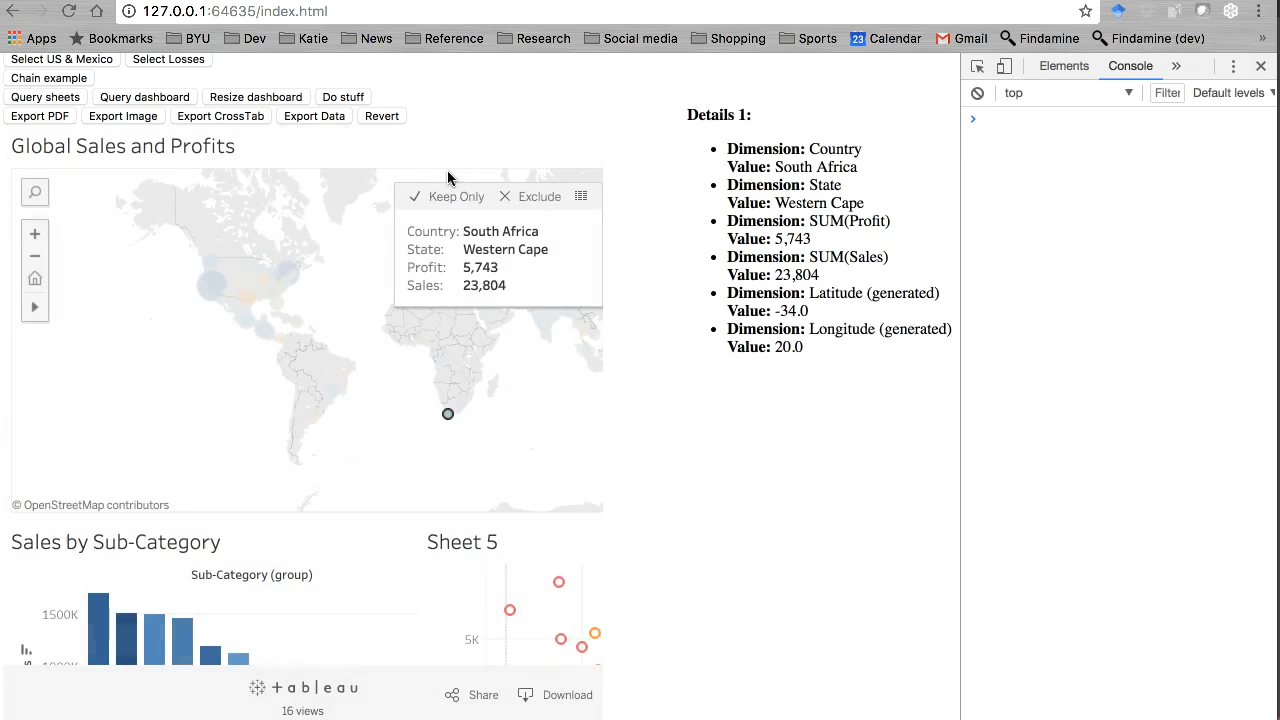 127.0.0.1:64635/index.html
Apps Bookmarks BYU Dev Katie News Reference Research Social media Shopping Sports 23 Calendar Gmail Findamine Findamine (dev) »
Select US & Mexico Select Losses
Chain example
Query sheets Query dashboard Resize dashboard Do stuff
Export PDF Export Image Export CrossTab Export Data Revert
Global Sales and Profits
Keep Only Exclude
Country: South Africa
State: Western Cape
Profit: 5,743
Sales: 23,804
© OpenStreetMap contributors
Sales by Sub-Category
Sub-Category (group)
1500K
Sheet 5
5K
+ableau
16 views
Share Download
Details 1:
• Dimension: Country
Value: South Africa
• Dimension: State
Value: Western Cape
• Dimension: SUM(Profit)
Value: 5,743
• Dimension: SUM(Sales)
Value: 23,804
• Dimension: Latitude (generated)
Value: -34.0
• Dimension: Longitude (generated)
Value: 20.0
Elements Console »
top Filter Default levels